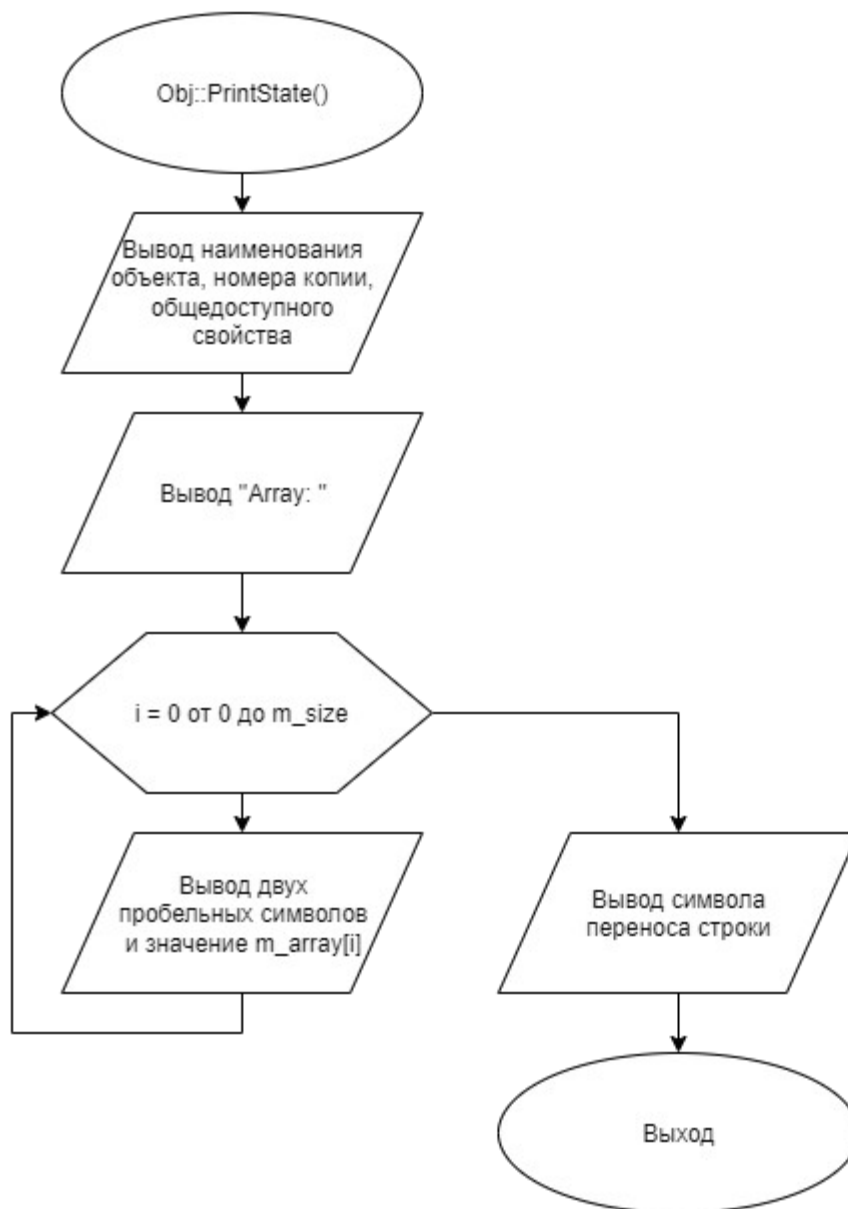 Obj::PrintState()
Вывод наименования
объекта, номера копии,
общедоступного
свойства
Вывод "Array: "
i = 0 от 0 до m_size
Вывод двух
пробельных символов
и значение m_array[i]
Вывод символа
переноса строки
Выход